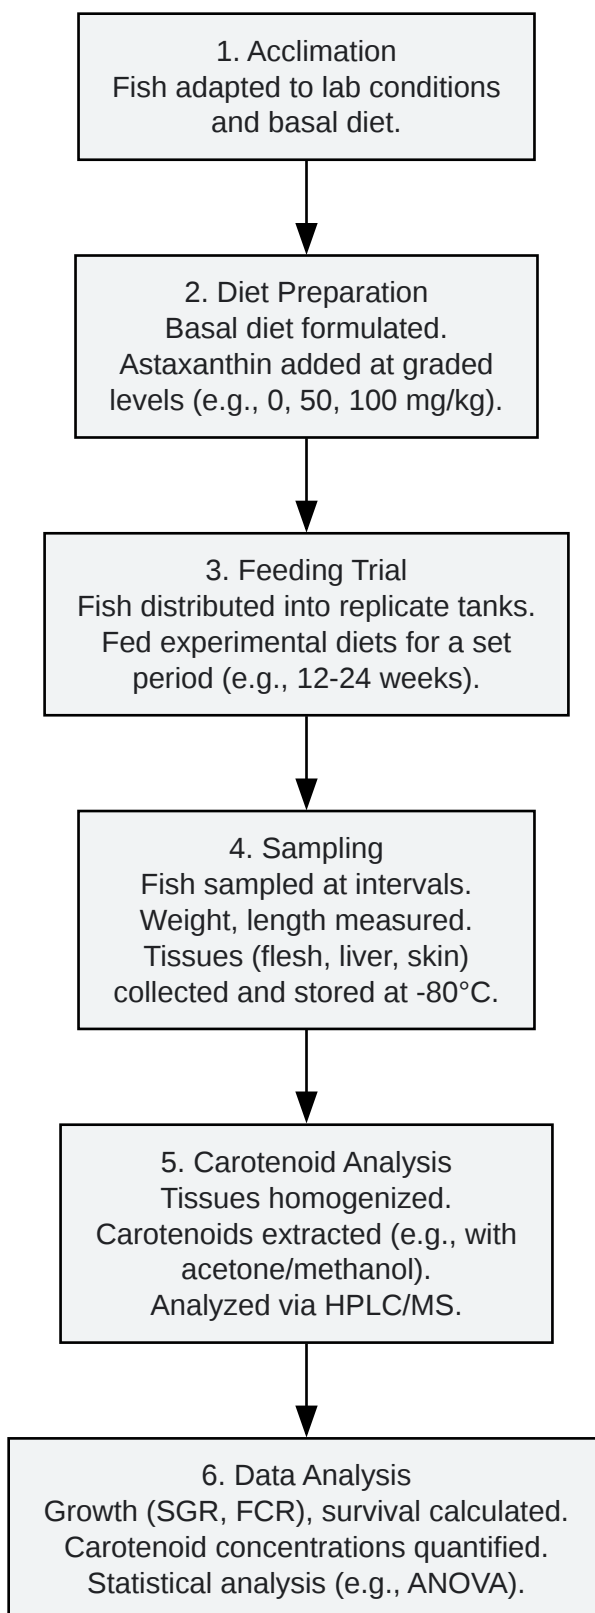 1. Acclimation
Fish adapted to lab conditions
and basal diet.
2. Diet Preparation
Basal diet formulated.
Astaxanthin added at graded
levels (e.g., 0, 50, 100 mg/kg).
3. Feeding Trial
Fish distributed into replicate tanks.
Fed experimental diets for a set
period (e.g., 12-24 weeks).
4. Sampling
Fish sampled at intervals.
Weight, length measured.
Tissues (flesh, liver, skin)
collected and stored at -80°C.
5. Carotenoid Analysis
Tissues homogenized.
Carotenoids extracted (e.g., with
acetone/methanol).
Analyzed via HPLC/MS.
6. Data Analysis
Growth (SGR, FCR), survival calculated.
Carotenoid concentrations quantified.
Statistical analysis (e.g., ANOVA).